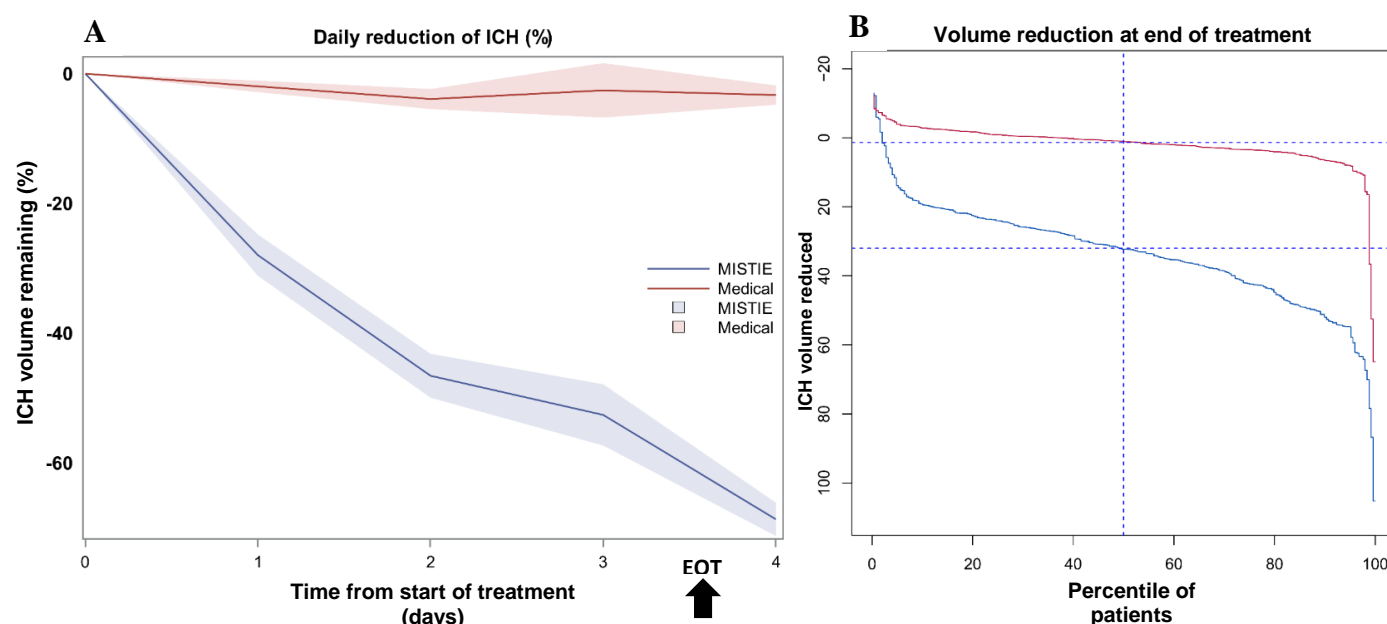 A
Daily reduction of ICH (%)
ICH volume remaining (%)
0
-20
-40
-60
MISTIE
Medical
MISTIE
Medical
0
1
2
3
4
EOT
Time from start of treatment
(days)
B
Volume reduction at end of treatment
ICH volume reduced
-20
0
20
40
60
80
100
0
20
40
60
80
100
Percentile of
patients